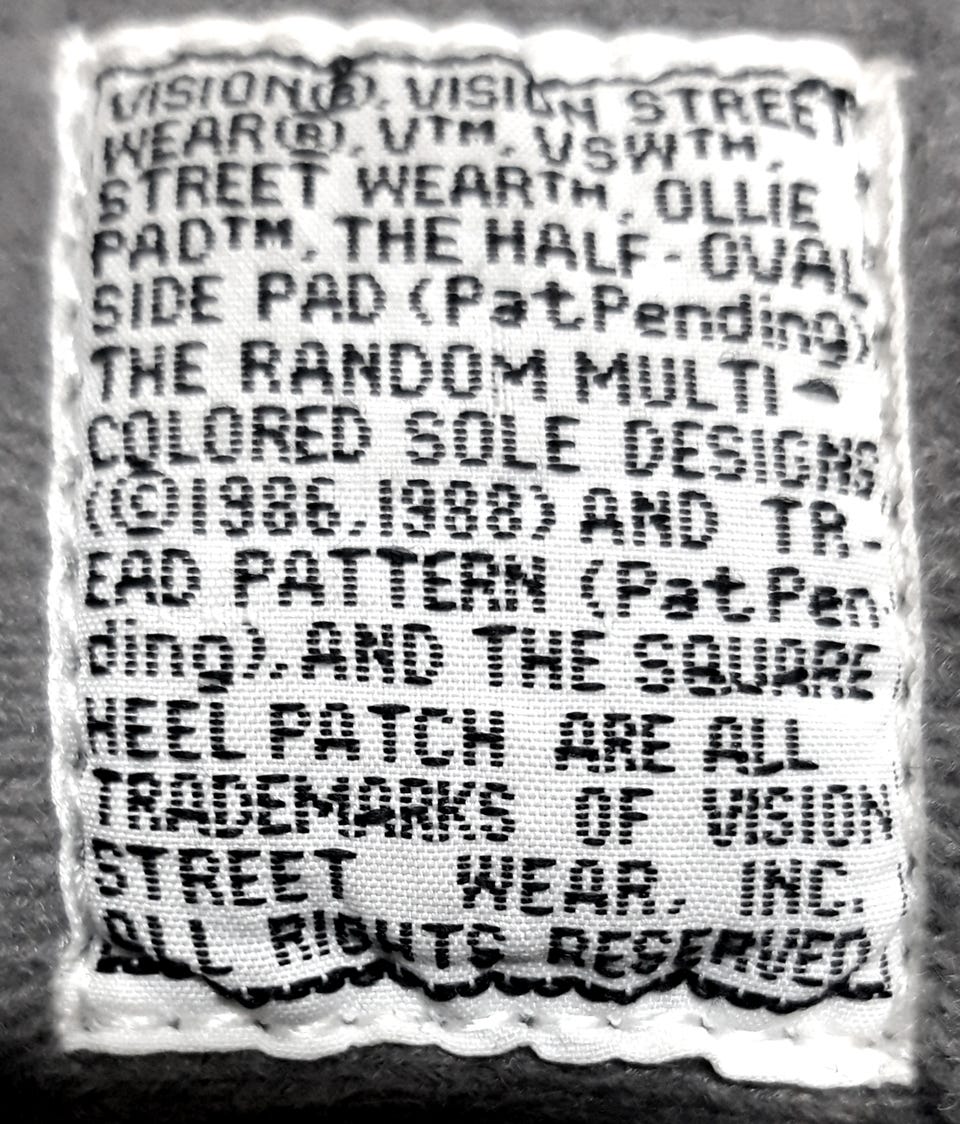 VISION(R), VISION STREET
WEAR(R), V™, VSW™,
STREET WEAR™, OLLIE
PAD™, THE HALF-OVAL
SIDE PAD (PatPending)
THE RANDOM MULTI-
COLORED SOLE DESIGNS
(©1986,1988) AND TR-
EAD PATTERN (PatPen-
ding), AND THE SQUARE
HEEL PATCH ARE ALL
TRADEMARKS OF VISION
STREET WEAR, INC.
ALL RIGHTS RESERVED.